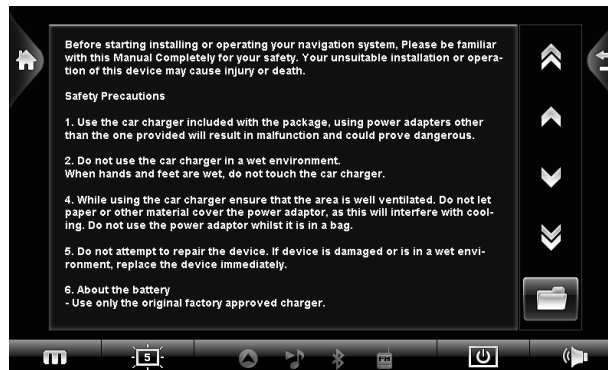 Before starting installing or operating your navigation system, Please be familiar
with this Manual Completely for your safety. Your unsuitable installation or opera-
tion of this device may cause injury or death.
Safety Precautions
1. Use the car charger included with the package, using power adapters other
than the one provided will result in malfunction and could prove dangerous.
2. Do not use the car charger in a wet environment.
When hands and feet are wet, do not touch the car charger.
4. While using the car charger ensure that the area is well ventilated. Do not let
paper or other material cover the power adaptor, as this will interfere with cool-
ing. Do not use the power adaptor whilst it is in a bag.
5. Do not attempt to repair the device. If device is damaged or is in a wet envi-
ronment, replace the device immediately.
6. About the battery
- Use only the original factory approved charger.
5
FM